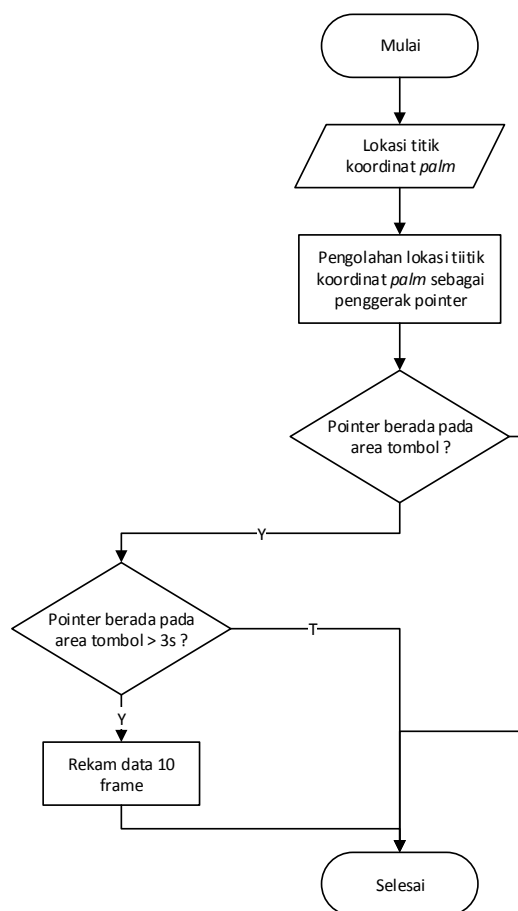 Mulai
Lokasi titik
koordinat palm
Pengolahan lokasi tiitik
koordinat palm sebagai
penggerak pointer
Pointer berada pada
area tombol ?
Y
Pointer berada pada
area tombol > 3s ?
T
Y
Rekam data 10
frame
Selesai